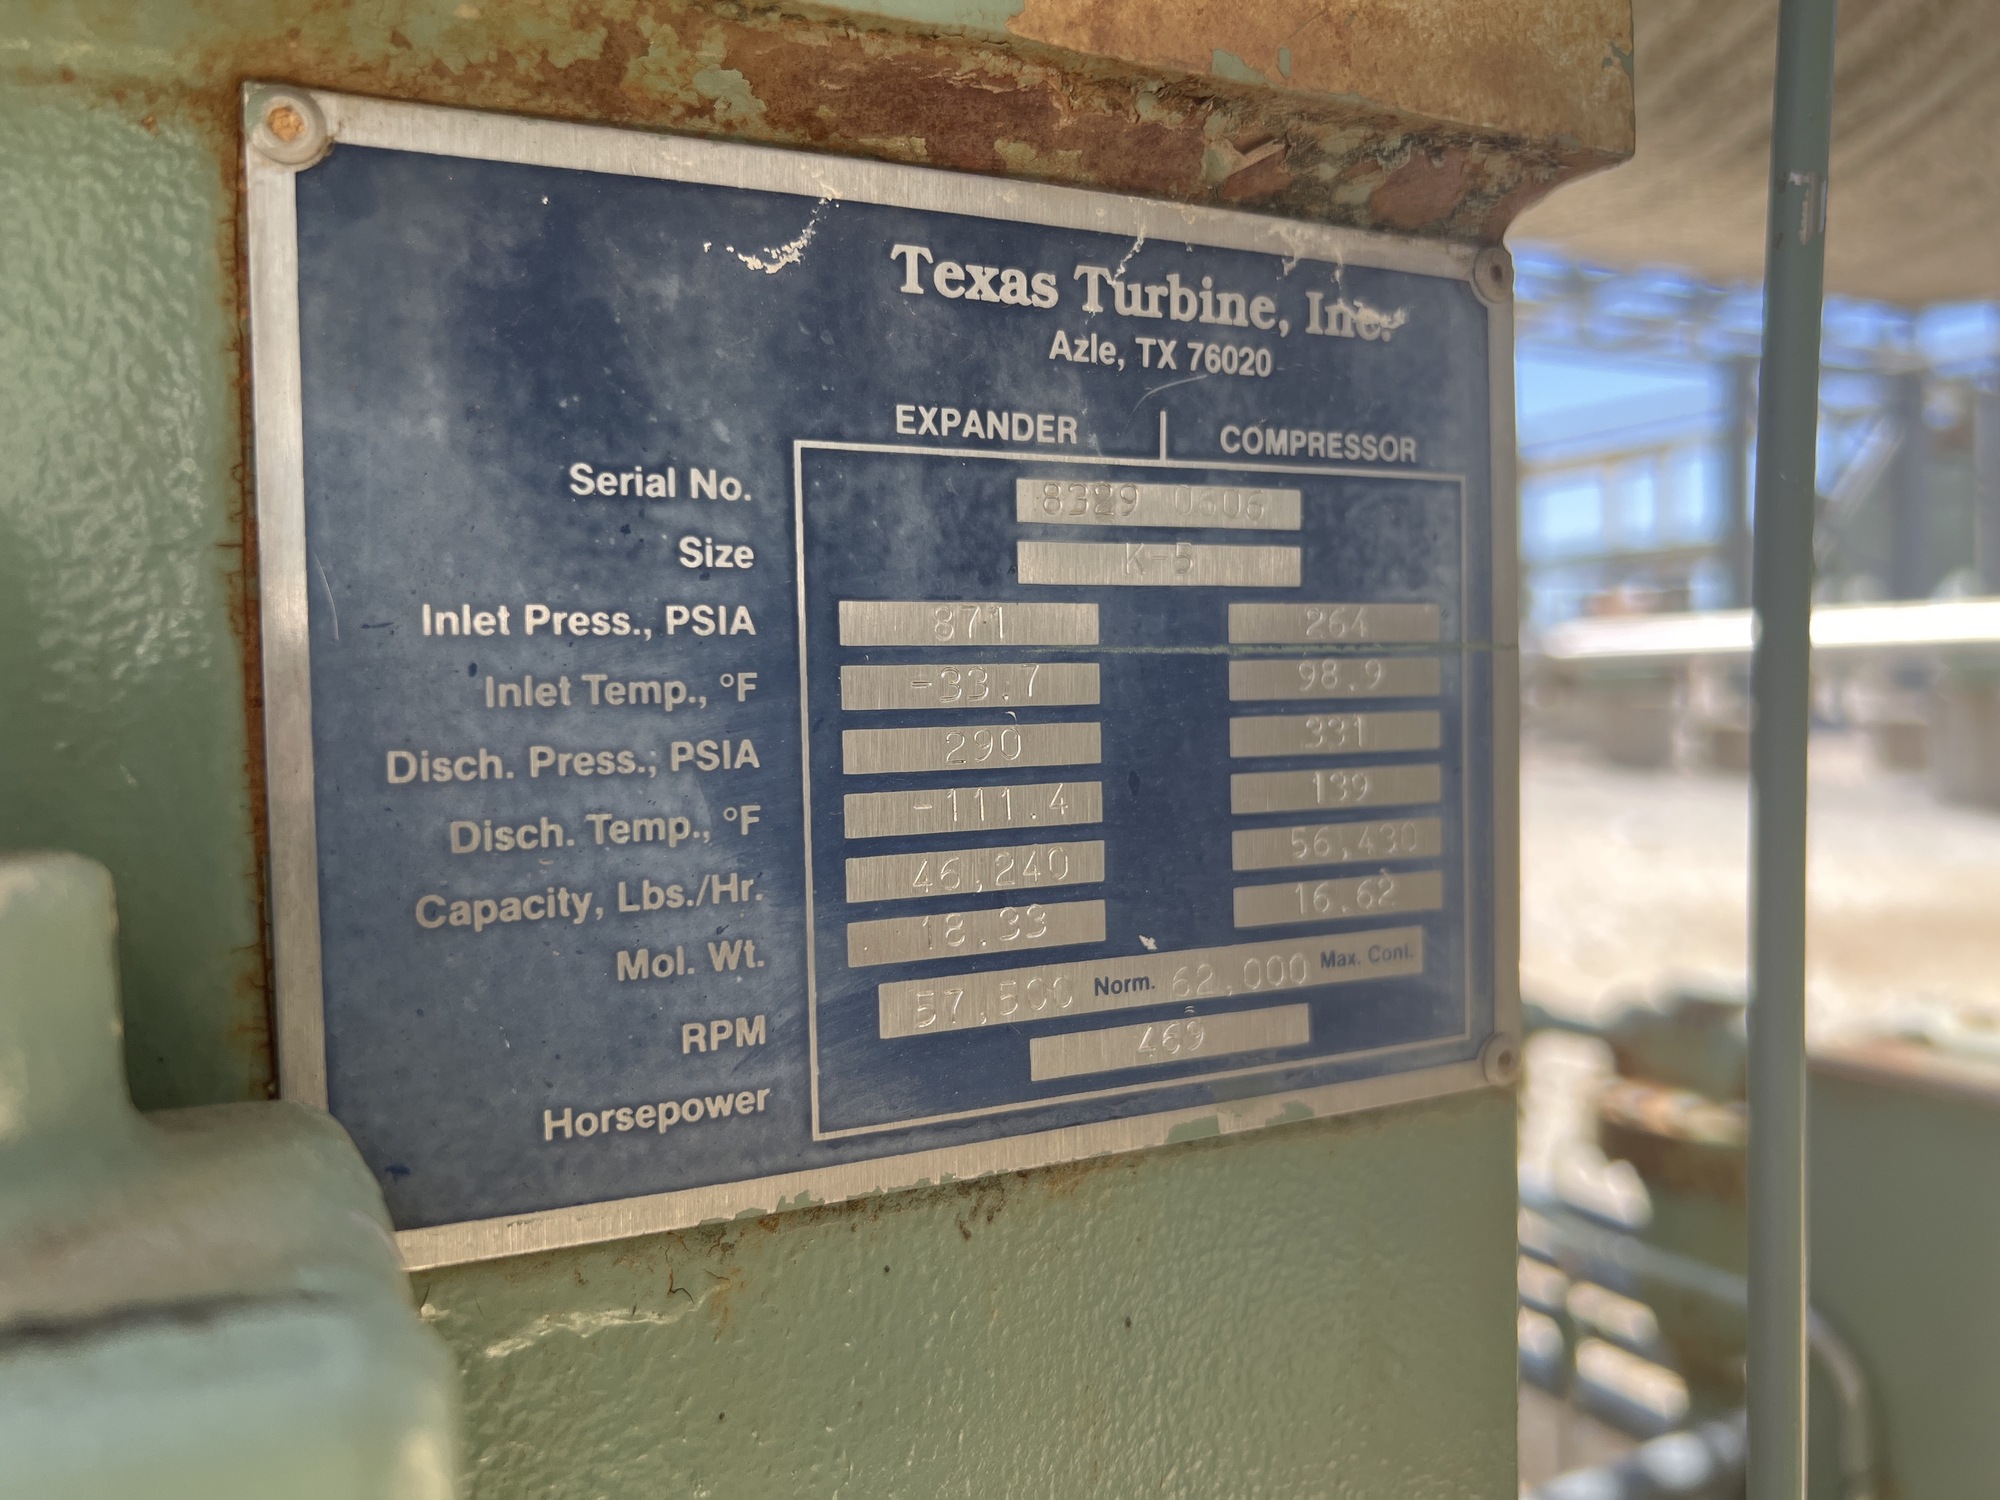 Texas Turbine, Inc.
Azle, TX 76020
EXPANDER | COMPRESSOR
Serial No. 8329 0606
Size K-5
Inlet Press., PSIA 871 264
Inlet Temp., °F -33.7 98.9
Disch. Press., PSIA 290 331
Disch. Temp., °F -111.4 139
Capacity, Lbs./Hr. 46,240 56,430
Mol. Wt. 18.33 16.62
RPM 57,500 Norm. 62,000 Max. Cont.
Horsepower 469